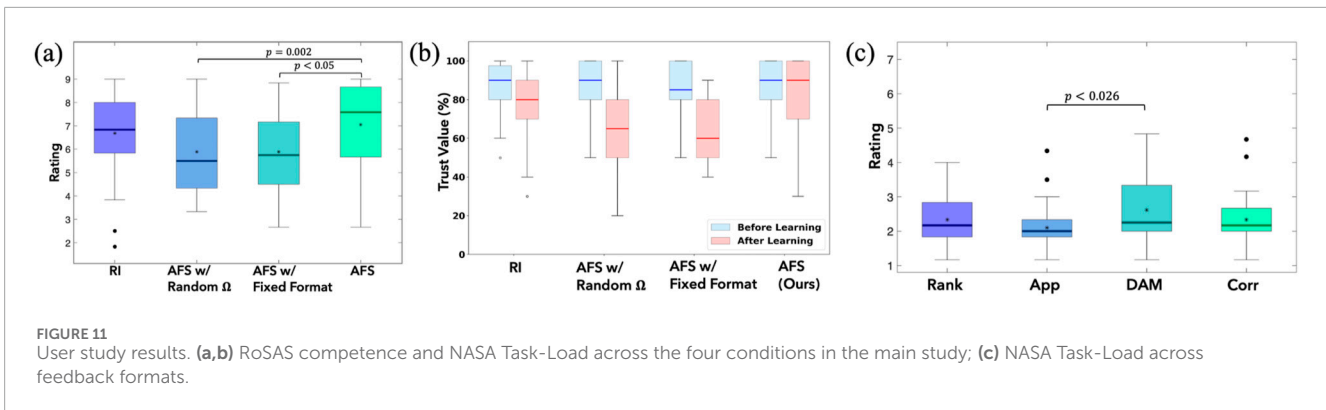 (a)
p = 0.002
p < 0.05
9
8
7
6
5
4
3
2
Rating
RI
AFS w/
Random Ω
AFS w/
Fixed Format
AFS
(b)
100
80
60
40
20
0
Trust Value (%)
Before Learning
After Learning
RI
AFS w/
Random Ω
AFS w/
Fixed Format
AFS
(Ours)
(c)
p < 0.026
7
6
5
4
3
2
1
Rating
Rank
App
DAM
Corr
FIGURE 11
User study results. (a,b) RoSAS competence and NASA Task-Load across the four conditions in the main study; (c) NASA Task-Load across
feedback formats.